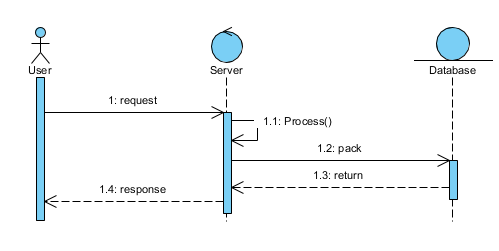 User
Server
Database
1: request
1.1: Process()
1.2: pack
1.3: return
1.4: response